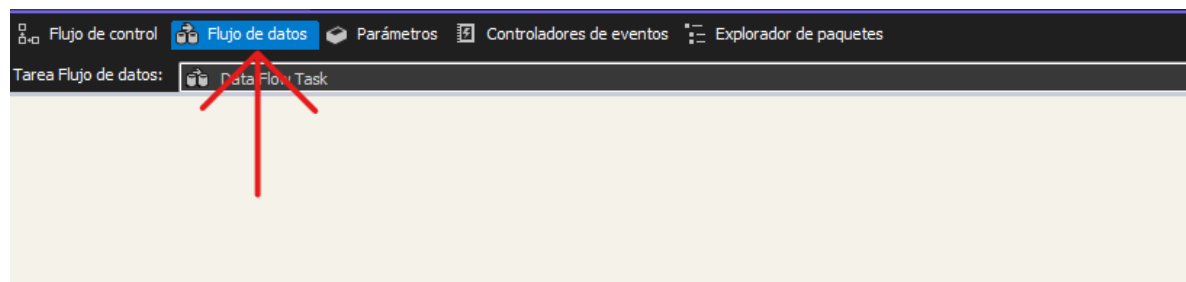 Flujo de control Flujo de datos Parámetros Controladores de eventos Explorador de paquetes
Tarea Flujo de datos: Data Flow Task